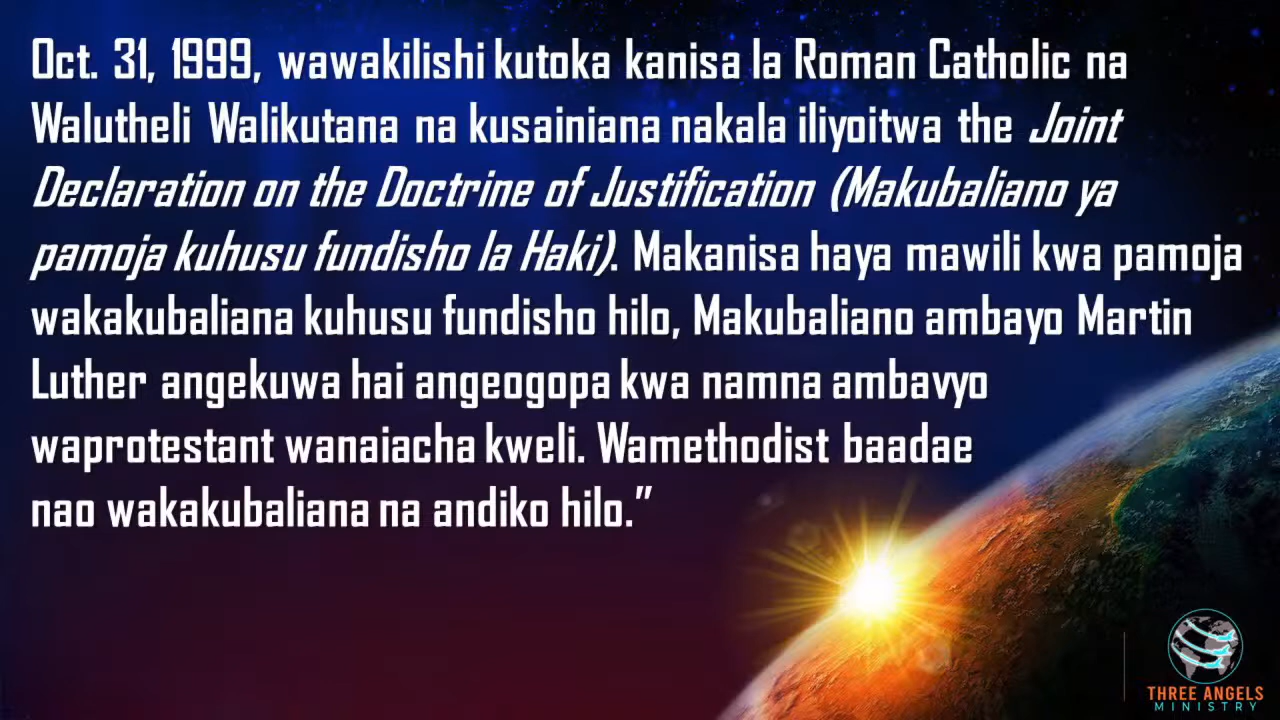 Oct. 31, 1999, wawakilishi kutoka kanisa la Roman Catholic na
Walutheli Walikutana na kusainiana nakala iliyoitwa the Joint
Declaration on the Doctrine of Justification (Makubaliano ya
pamoja kuhusu fundisho la Haki). Makanisa haya mawili kwa pamoja
wakakubaliana kuhusu fundisho hilo, Makubaliano ambayo Martin
Luther angekuwa hai angeogopa kwa namna ambavyo
waprotestant wanaiacha kweli. Wamethodist baadae
nao wakakubaliana na andiko hilo.”
THREE ANGELS
MINISTRY